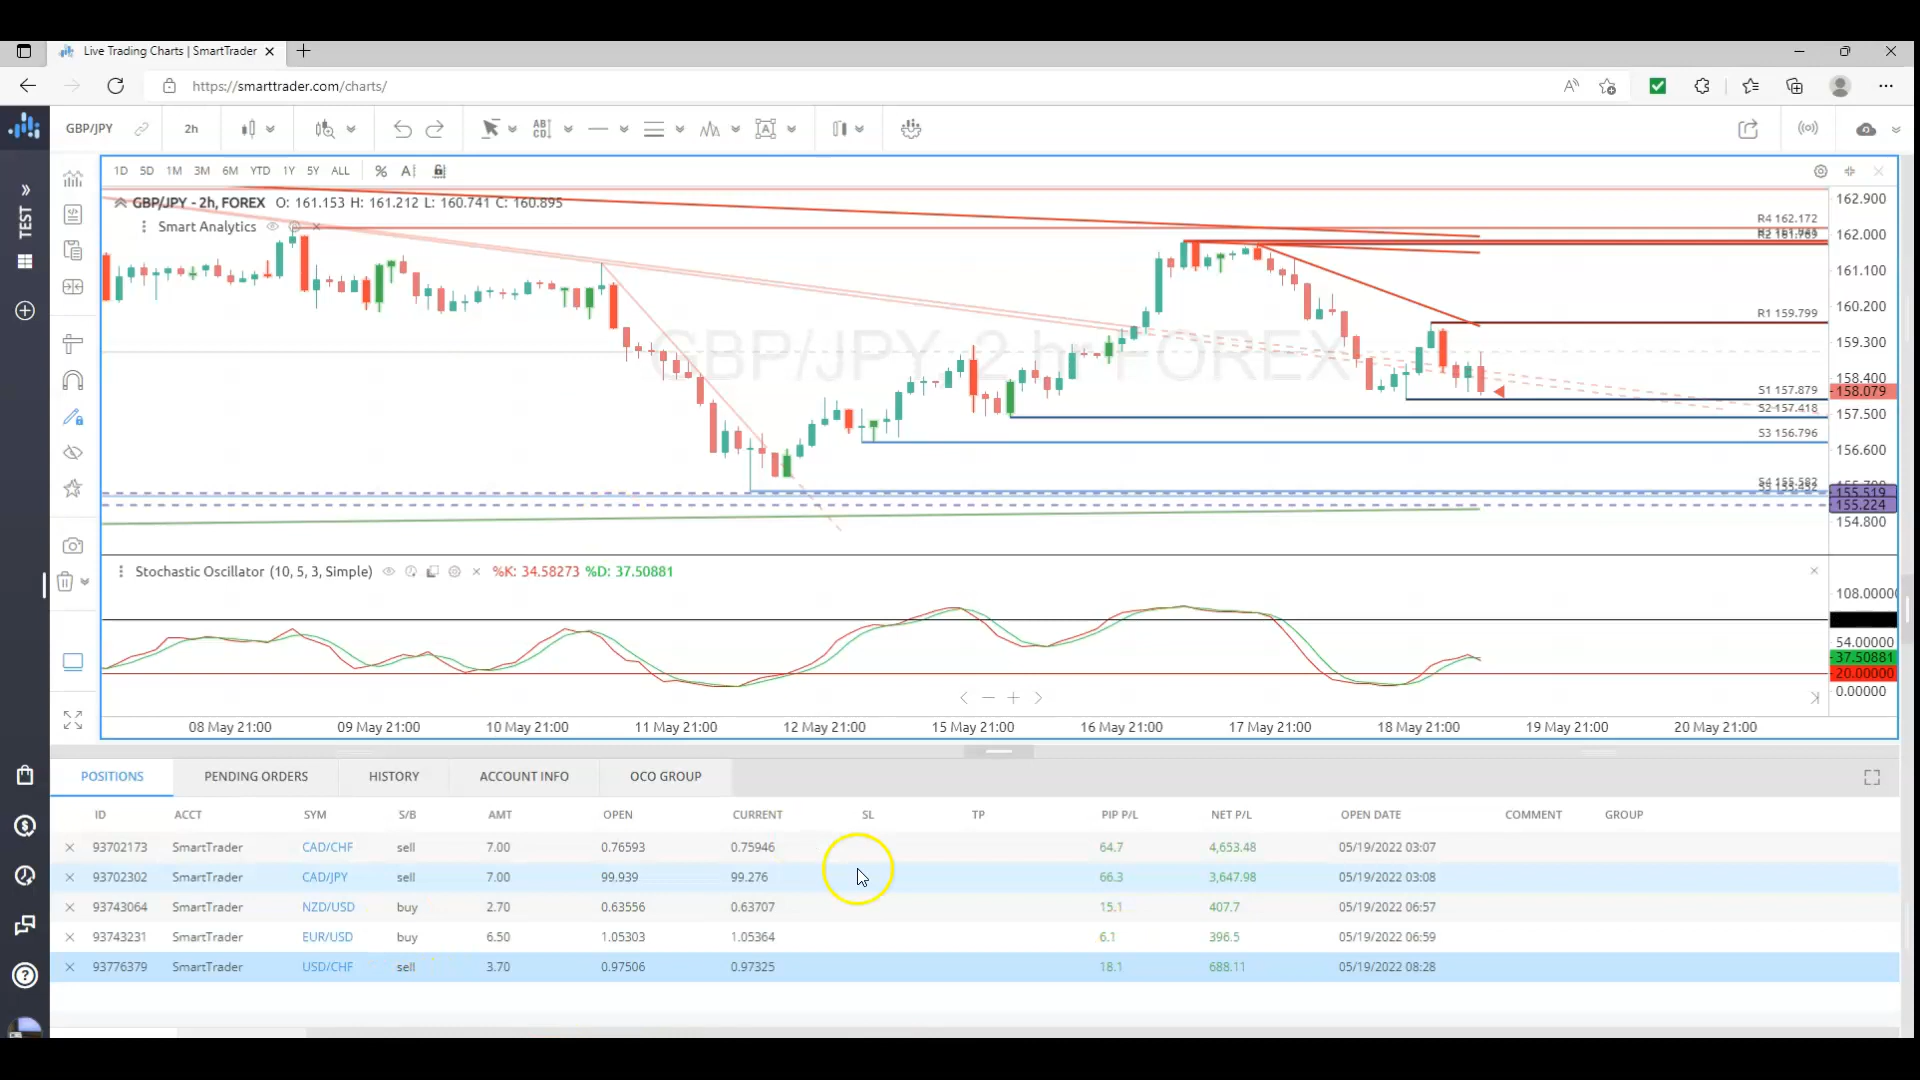 Live Trading Charts | SmartTrader
https://smarttrader.com/charts/
GBP/JPY 2h
TEST
1D 5D 1M 3M 6M YTD 1Y 5Y ALL % A
GBP/JPY - 2h, FOREX O: 161.153 H: 161.212 L: 160.741 C: 160.895
Smart Analytics
GBP/JPY, 2 hr, FOREX
R4 162.172
R1 159.799
S1 157.879
S2 157.418
S3 156.796
S4 155.582
162.900
162.000
161.100
160.200
159.300
158.400
158.079
157.500
156.600
155.519
155.224
154.800
Stochastic Oscillator (10, 5, 3, Simple) %K: 34.58273 %D: 37.50881
108.00000
54.00000
37.50881
20.00000
0.00000
08 May 21:00 09 May 21:00 10 May 21:00 11 May 21:00 12 May 21:00 15 May 21:00 16 May 21:00 17 May 21:00 18 May 21:00 19 May 21:00 20 May 21:00
POSITIONS PENDING ORDERS HISTORY ACCOUNT INFO OCO GROUP
ID ACCT SYM S/B AMT OPEN CURRENT SL TP PIP P/L NET P/L OPEN DATE COMMENT GROUP
93702173 SmartTrader CAD/CHF sell 7.00 0.76593 0.75946 64.7 4,653.48 05/19/2022 03:07
93702302 SmartTrader CAD/JPY sell 7.00 99.939 99.276 66.3 3,647.98 05/19/2022 03:08
93743064 SmartTrader NZD/USD buy 2.70 0.63556 0.63707 15.1 407.7 05/19/2022 06:57
93743231 SmartTrader EUR/USD buy 6.50 1.05303 1.05364 6.1 396.5 05/19/2022 06:59
93776379 SmartTrader USD/CHF sell 3.70 0.97506 0.97325 18.1 688.11 05/19/2022 08:28